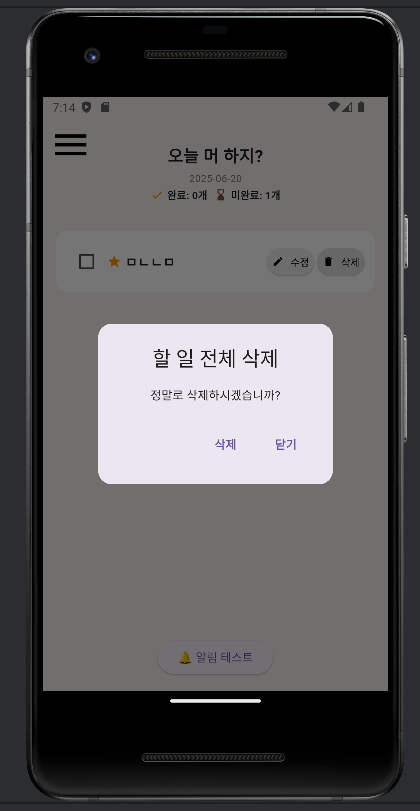 7:14
오늘 머 하지?
2025-06-20
완료: 0개 미완료: 1개
ㅁㄴㄴㅁ 수정 삭제
할 일 전체 삭제
정말로 삭제하시겠습니까?
삭제 닫기
알림 테스트